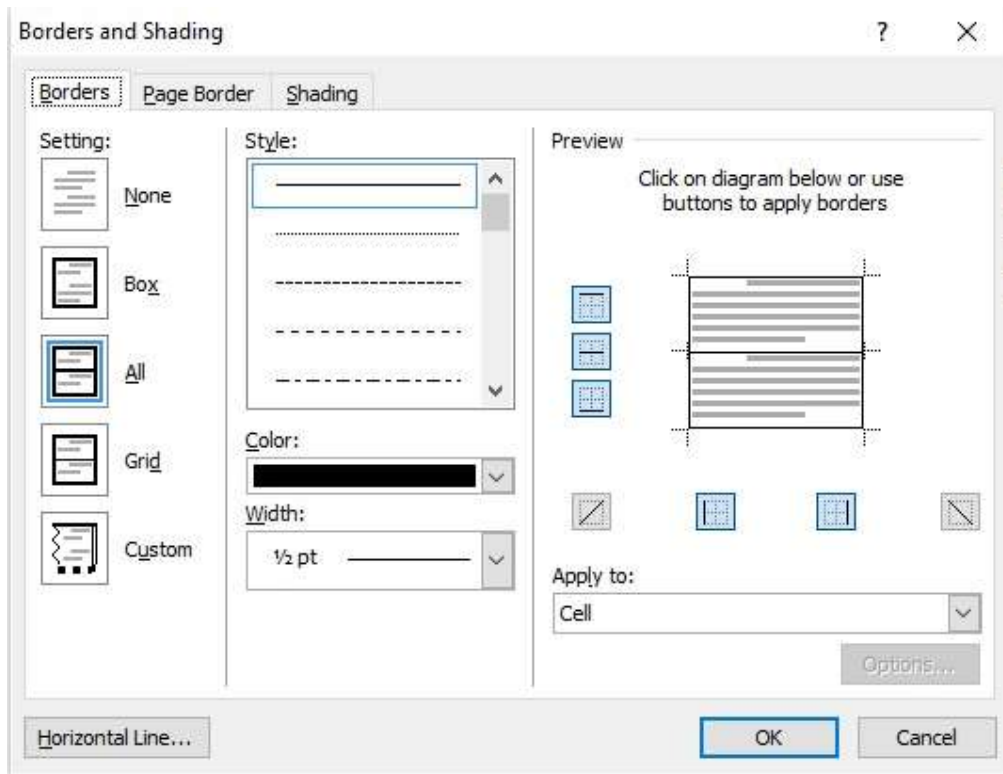 Borders and Shading
?
Borders
Page Border
Shading
Setting:
None
Box
All
Grid
Custom
Style:
Color:
Width:
½ pt
Preview
Click on diagram below or use
buttons to apply borders
Apply to:
Cell
Options...
Horizontal Line...
OK
Cancel